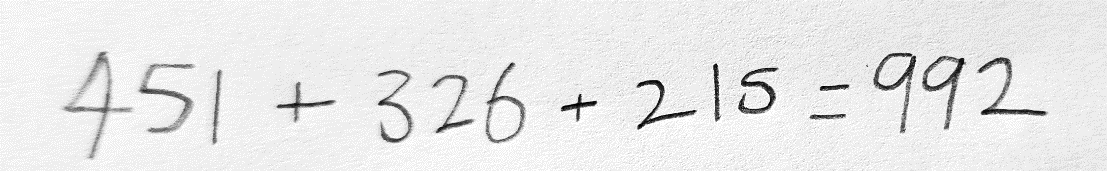 451 + 326 + 215 = 992